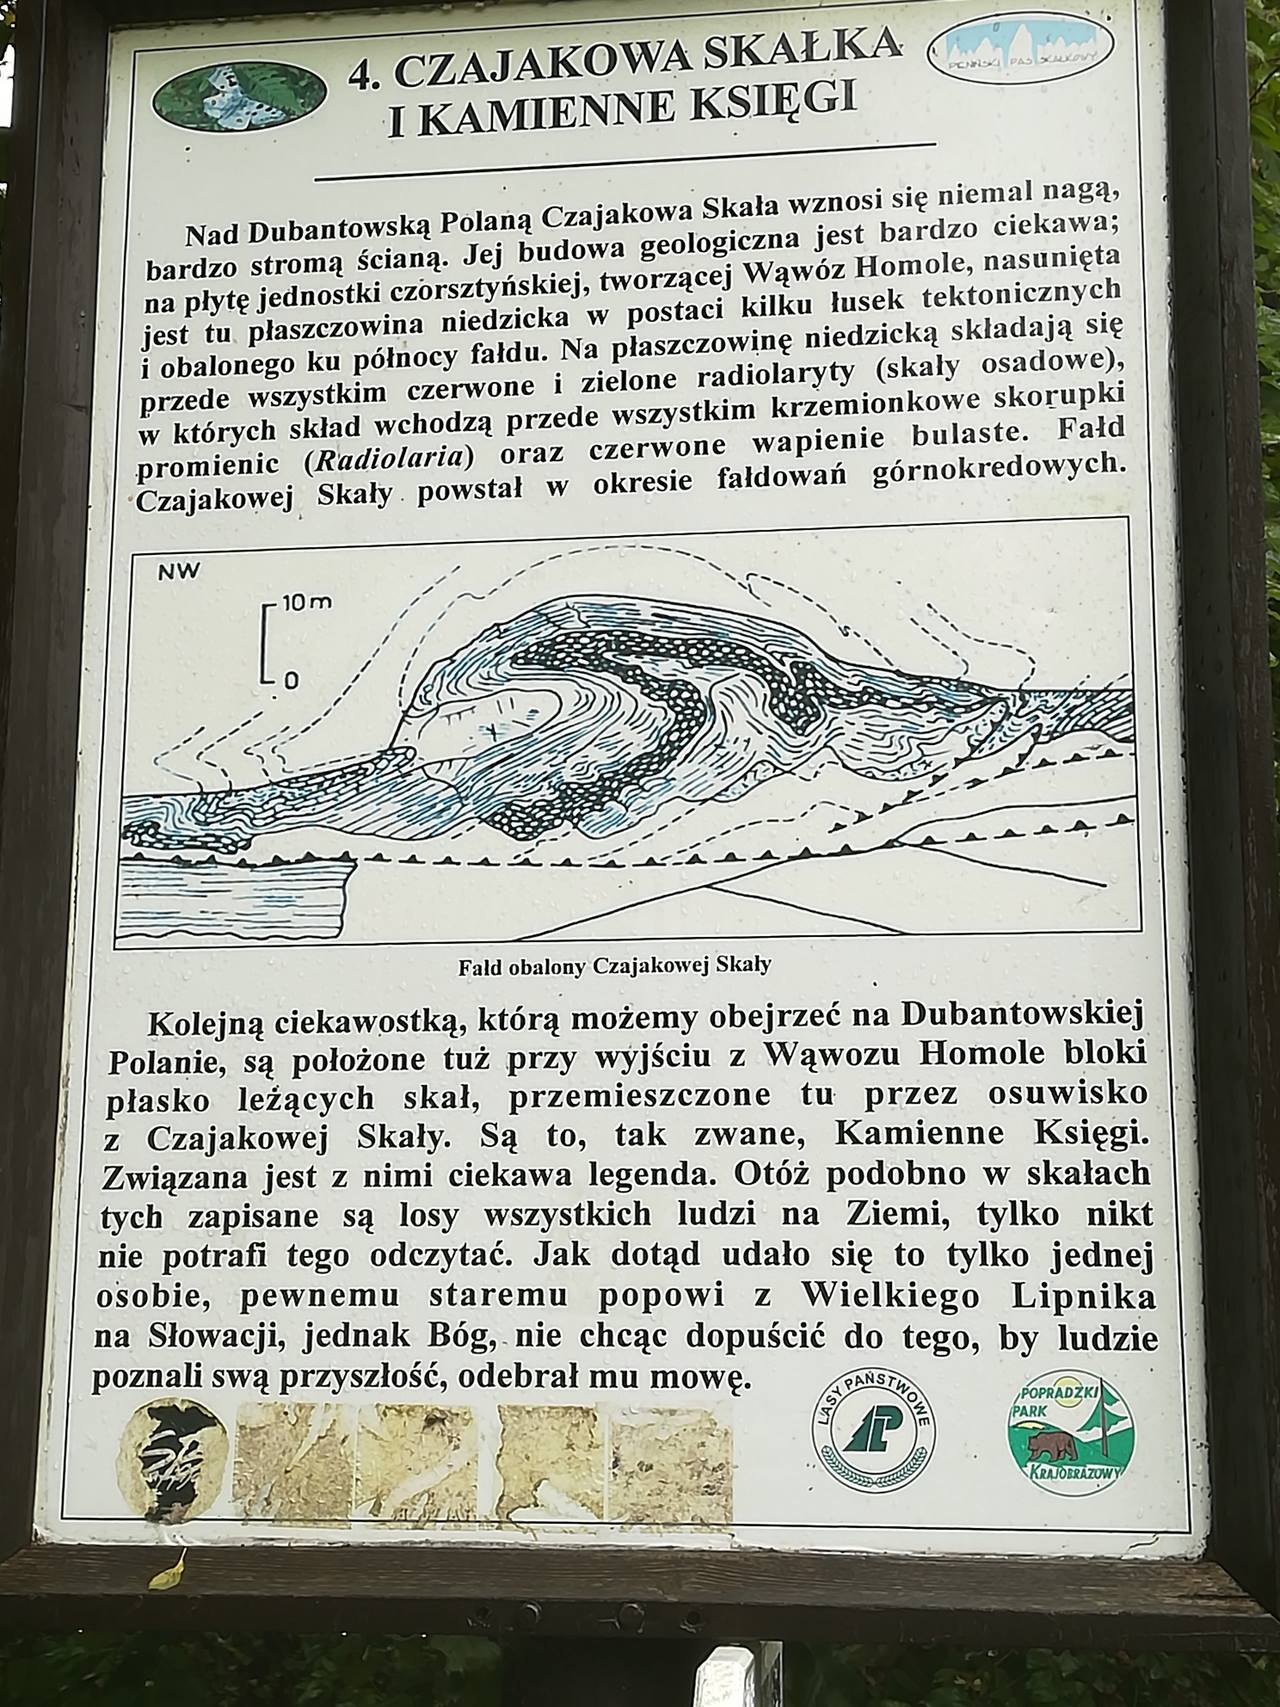 4. CZAJAKOWA SKAŁKA
I KAMIENNE KSIĘGI
PIENIŃSKI PAS SKAŁKOWY
Nad Dubantowską Polaną Czajakowa Skała wznosi się niemal nagą,
bardzo stromą ścianą. Jej budowa geologiczna jest bardzo ciekawa;
na płytę jednostki czorsztyńskiej, tworzącej Wąwóz Homole, nasunięta
jest tu płaszczowina niedzicka w postaci kilku łusek tektonicznych
i obalonego ku północy fałdu. Na płaszczowinę niedzicką składają się
przede wszystkim czerwone i zielone radiolaryty (skały osadowe),
w których skład wchodzą przede wszystkim krzemionkowe skorupki
promienic (Radiolaria) oraz czerwone wapienie bulaste. Fałd
Czajakowej Skały powstał w okresie fałdowań górnokredowych.
NW
10 m
0
Fałd obalony Czajakowej Skały
Kolejną ciekawostką, którą możemy obejrzeć na Dubantowskiej
Polanie, są położone tuż przy wyjściu z Wąwozu Homole bloki
płasko leżących skał, przemieszczone tu przez osuwisko
z Czajakowej Skały. Są to, tak zwane, Kamienne Księgi.
Związana jest z nimi ciekawa legenda. Otóż podobno w skałach
tych zapisane są losy wszystkich ludzi na Ziemi, tylko nikt
nie potrafi tego odczytać. Jak dotąd udało się to tylko jednej
osobie, pewnemu staremu popowi z Wielkiego Lipnika
na Słowacji, jednak Bóg, nie chcąc dopuścić do tego, by ludzie
poznali swą przyszłość, odebrał mu mowę.
LASY PAŃSTWOWE
POPRADZKI
PARK
KRAJOBRAZOWY